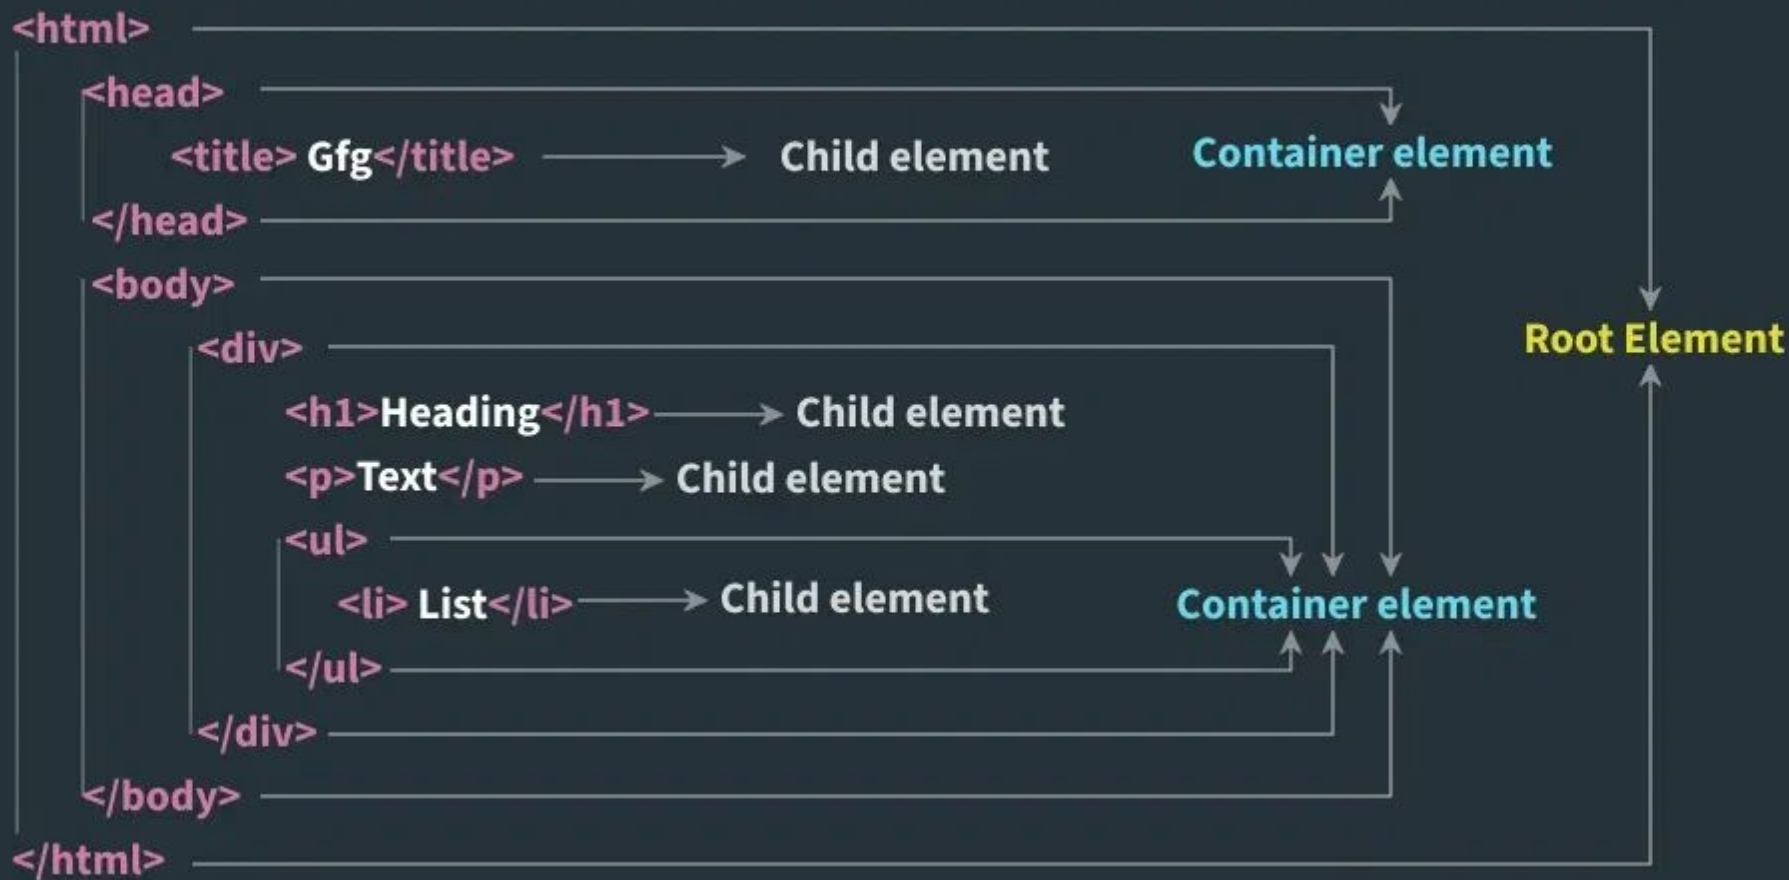 <html>
<head>
<title> Gfg</title> Child element Container element
</head>
<body>
Root Element
<div>
<h1>Heading</h1> Child element
<p>Text</p> Child element
<ul>
<li> List</li> Child element Container element
</ul>
</div>
</body>
</html>